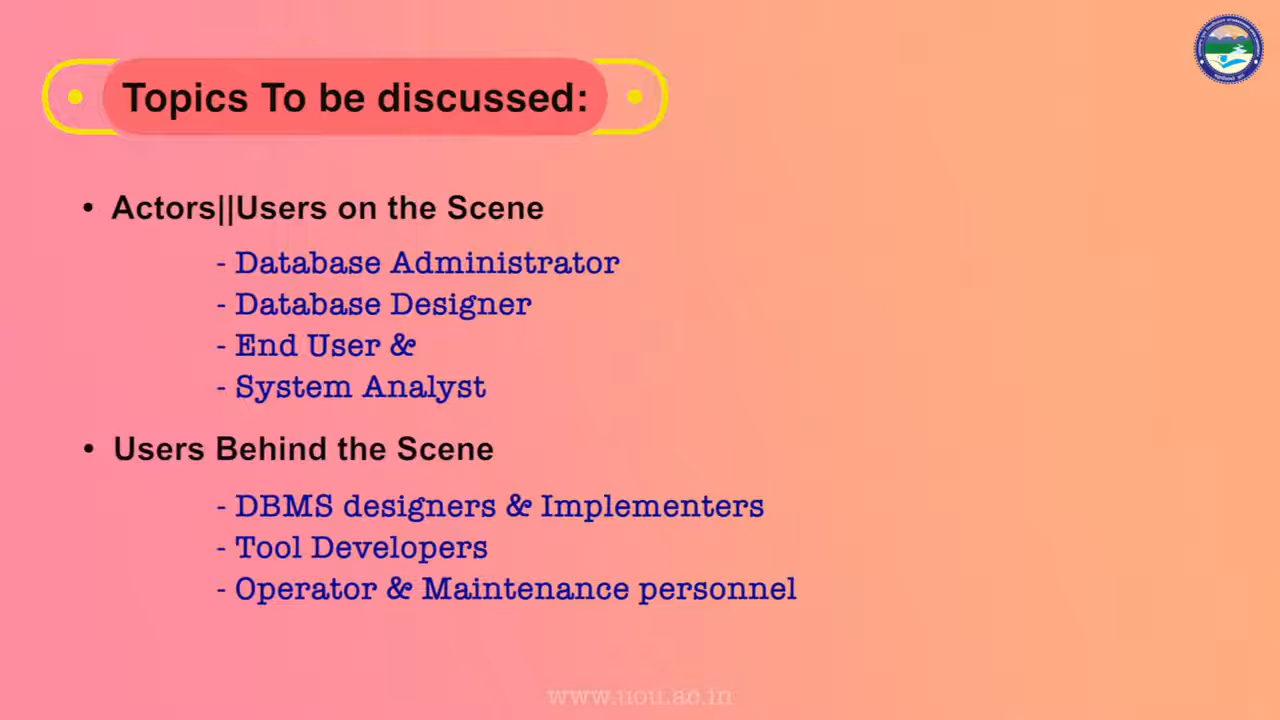 Topics To be discussed:
• Actors||Users on the Scene
- Database Administrator
- Database Designer
- End User &
- System Analyst
• Users Behind the Scene
- DBMS designers & Implementers
- Tool Developers
- Operator & Maintenance personnel
www.uou.ac.in